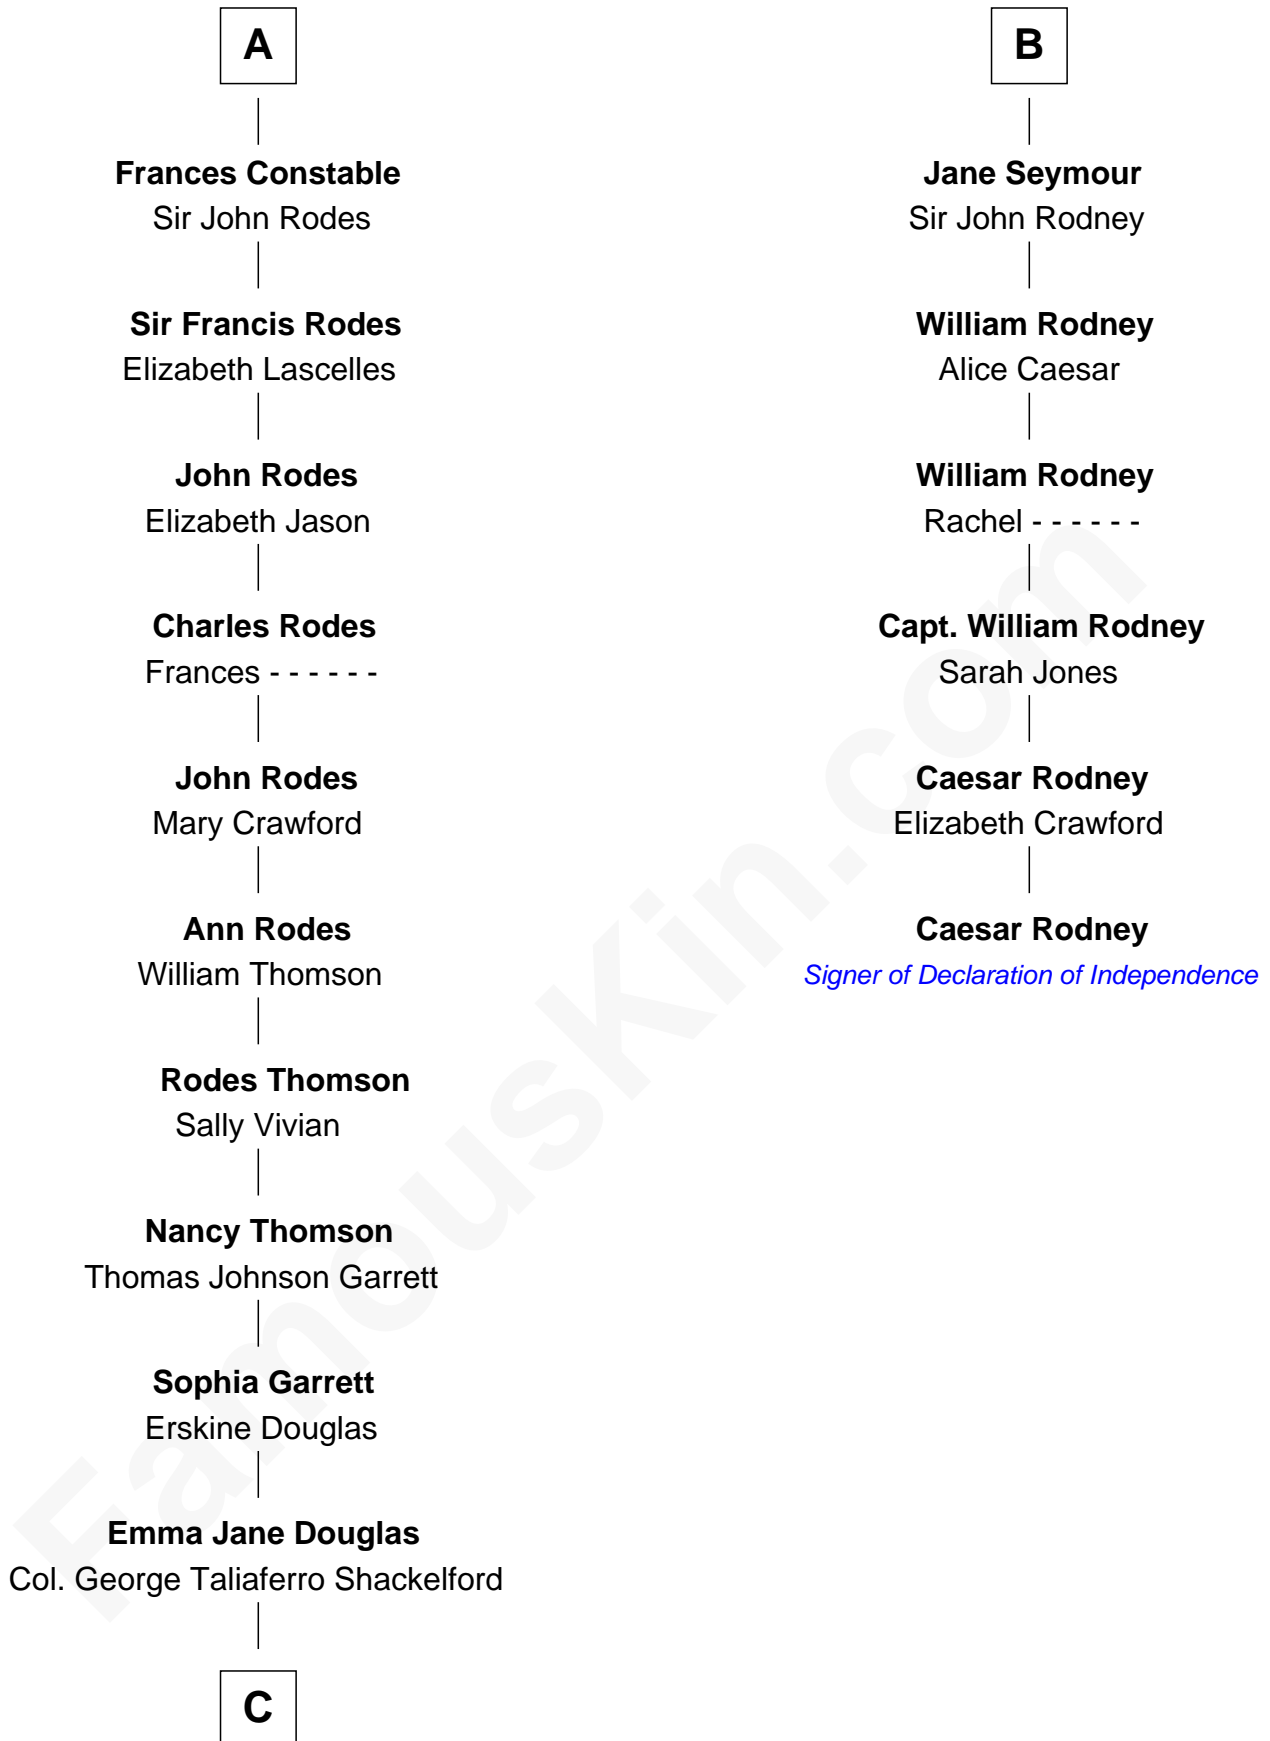 A
Frances Constable
Sir John Rodes
Sir Francis Rodes
Elizabeth Lascelles
John Rodes
Elizabeth Jason
Charles Rodes
Frances - - - - - -
John Rodes
Mary Crawford
Ann Rodes
William Thomson
Rodes Thomson
Sally Vivian
Nancy Thomson
Thomas Johnson Garrett
Sophia Garrett
Erskine Douglas
Emma Jane Douglas
Col. George Taliaferro Shackelford
C
B
Jane Seymour
Sir John Rodney
William Rodney
Alice Caesar
William Rodney
Rachel - - - - - -
Capt. William Rodney
Sarah Jones
Caesar Rodney
Elizabeth Crawford
Caesar Rodney
Signer of Declaration of Independence
FamousKin.com